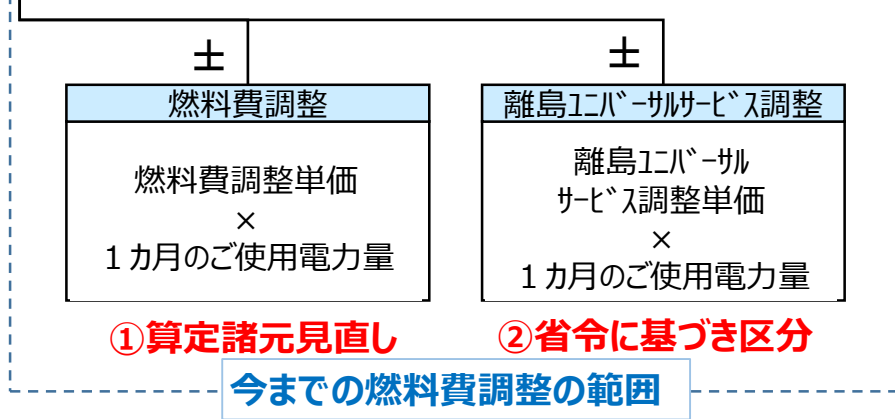 ±
燃料費調整
燃料費調整単価
×
１カ月のご使用電力量
①算定諸元見直し
±
離島ﾕﾆﾊﾞｰｻﾙｻｰﾋﾞｽ調整
離島ﾕﾆﾊﾞｰｻﾙ
ｻｰﾋﾞｽ調整単価
×
１カ月のご使用電力量
②省令に基づき区分
今までの燃料費調整の範囲